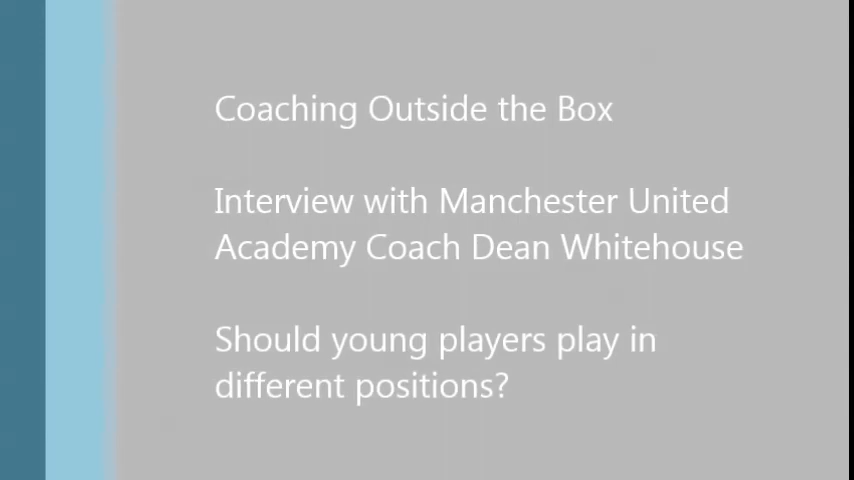 Coaching Outside the Box
Interview with Manchester United
Academy Coach Dean Whitehouse
Should young players play in
different positions?